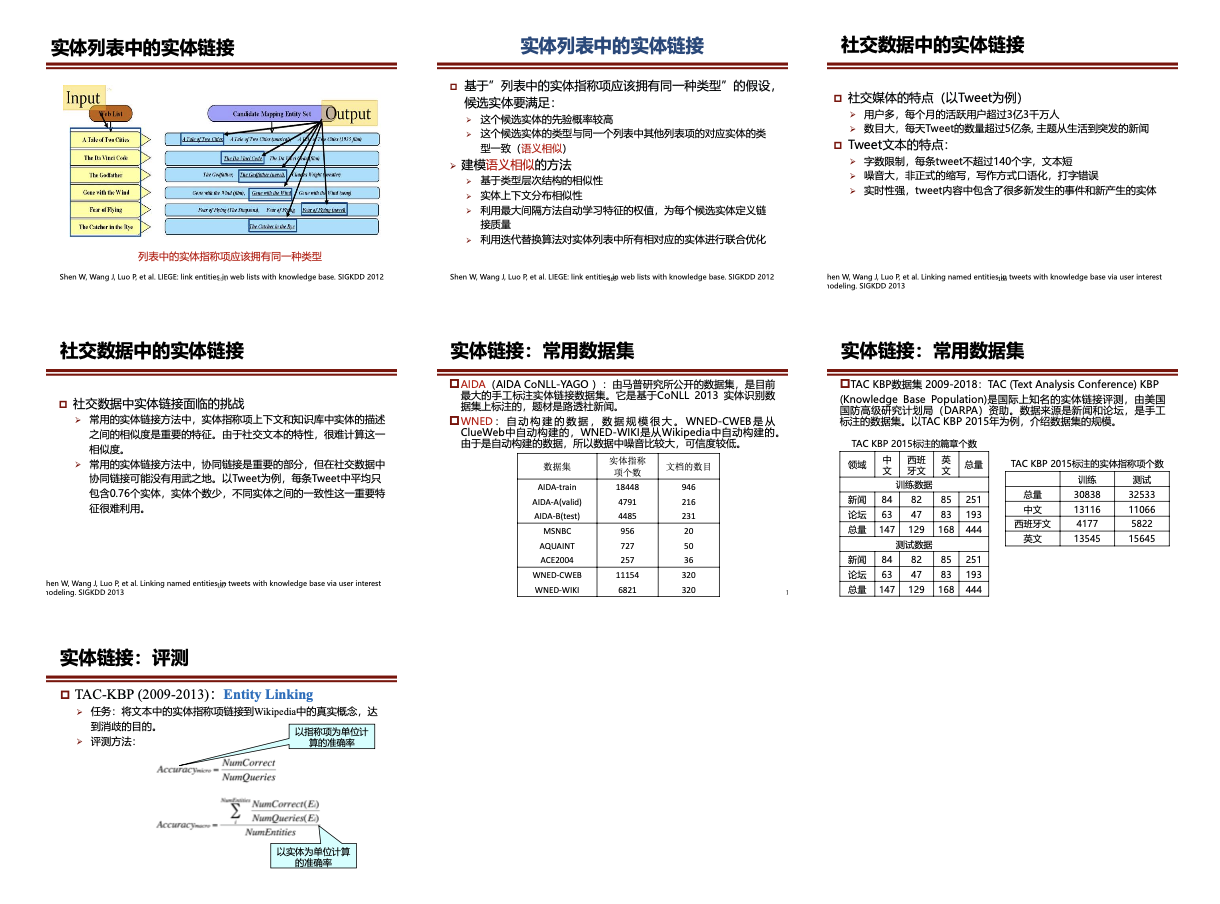 实体列表中的实体链接
Input
Web List
Candidate Mapping Entity Set
Output
A Tale of Two Cities
The Da Vinci Code
The Godfather
Gone with the Wind
Fear of Flying
The Catcher in the Rye
A Tale of Two Cities
The Da Vinci Code
The Godfather;
The Godfather (novel)
Gone with the Wind (film),
Gone with the Wind
Fear of Flying (The Simpsons),
Fear of Flying (novel)
The Catcher in the Rye
列表中的实体指称项应该拥有同一种类型
Shen W, Wang J, Luo P, et al. LIEGE: link entities in web lists with knowledge base. SIGKDD 2012
实体列表中的实体链接
基于”列表中的实体指称项应该拥有同一种类型”的假设,
候选实体要满足:
这个候选实体的先验概率较高
这个候选实体的类型与同一个列表中其他列表项的对应实体的类
型一致（语义相似）
建模语义相似的方法
基于类型层次结构的相似性
实体上下文分布相似性
利用最大间隔方法自动学习特征的权值，为每个候选实体定义链
接质量
利用迭代替换算法对实体列表中所有相对应的实体进行联合优化
Shen W, Wang J, Luo P, et al. LIEGE: link entities in web lists with knowledge base. SIGKDD 2012
社交数据中的实体链接
社交媒体的特点（以Tweet为例）
用户多，每个月的活跃用户超过3亿3千万人
数目大，每天Tweet的数量超过5亿条, 主题从生活到突发的新闻
Tweet文本的特点：
字数限制，每条tweet不超过140个字，文本短
噪音大，非正式的缩写，写作方式口语化，打字错误
实时性强，tweet内容中包含了很多新发生的事件和新产生的实体
hen W, Wang J, Luo P, et al. Linking named entities in tweets with knowledge base via user interest
nodeling. SIGKDD 2013
社交数据中的实体链接
社交数据中实体链接面临的挑战
常用的实体链接方法中，实体指称项上下文和知识库中实体的描述
之间的相似度是重要的特征。由于社交文本的特性，很难计算这一
相似度。
常用的实体链接方法中，协同链接是重要的部分，但在社交数据中
协同链接可能没有用武之地。以Tweet为例，每条Tweet中平均只
包含0.76个实体，实体个数少，不同实体之间的一致性这一重要特
征很难利用。
hen W, Wang J, Luo P, et al. Linking named entities in tweets with knowledge base via user interest
nodeling. SIGKDD 2013
实体链接：常用数据集
AIDA（AIDA CoNLL-YAGO ）：由马普研究所公开的数据集，是目前
最大的手工标注实体链接数据集。它是基于CoNLL 2013 实体识别数
据集上标注的，题材是路透社新闻。
WNED：自动构建的数据，数据规模很大。WNED-CWEB是从
ClueWeb中自动构建的，WNED-WIKI是从Wikipedia中自动构建的。
由于是自动构建的数据，所以数据中噪音比较大，可信度较低。
数据集 实体指称项个数 文档的数目
AIDA-train 18448 946
AIDA-A(valid) 4791 216
AIDA-B(test) 4485 231
MSNBC 956 20
AQUAINT 727 50
ACE2004 257 36
WNED-CWEB 11154 320
WNED-WIKI 6821 320
1
实体链接：常用数据集
TAC KBP数据集 2009-2018：TAC (Text Analysis Conference) KBP
(Knowledge Base Population)是国际上知名的实体链接评测，由美国
国防高级研究计划局（DARPA）资助。数据来源是新闻和论坛，是手工
标注的数据集。以TAC KBP 2015年为例，介绍数据集的规模。
TAC KBP 2015标注的篇章个数
领域 中文 西班牙文 英文 总量
训练数据
新闻 84 82 85 251
论坛 63 47 83 193
总量 147 129 168 444
测试数据
新闻 84 82 85 251
论坛 63 47 83 193
总量 147 129 168 444
TAC KBP 2015标注的实体指称项个数
训练 测试
总量 30838 32533
中文 13116 11066
西班牙文 4177 5822
英文 13545 15645
实体链接：评测
TAC-KBP (2009-2013)：Entity Linking
任务：将文本中的实体指称项链接到Wikipedia中的真实概念，达
到消歧的目的。
评测方法：
以指称项为单位计
算的准确率
Accuracymicro = NumCorrect / NumQueries
Accuracymacro = ∑ i NumEntities NumCorrect(Ei) / NumQueries(Ei) / NumEntities
以实体为单位计算
的准确率